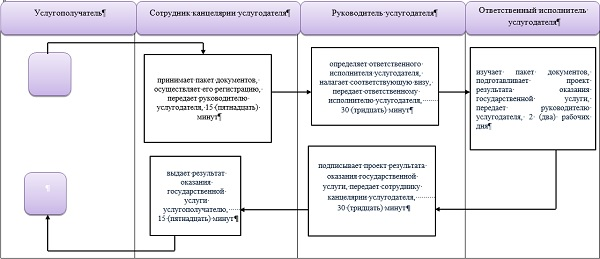 Услугополучатель¶
Сотрудник канцелярии услугодателя¶
Руководитель услугодателя¶
Ответственный исполнитель
услугодателя¶
принимает пакет документов,
осуществляет его регистрацию,
передает руководителю
услугодателя, 15 (пятнадцать)
минут¶
определяет ответственного
исполнителя услугодателя,
налагает соответствующую визу,
передает ответственному
исполнителю услугодателя,
30 (тридцать) минут¶
изучает пакет документов,
подготавливает проект
результата оказания
государственной услуги,
передает руководителю
услугодателя, 2 (два) рабочих
дня¶
¶
выдает результат
оказания
государственной
услуги
услугополучателю,
15 (пятнадцать) минут¶
подписывает проект результата
оказания государственной
услуги, передает сотруднику
канцелярии услугодателя,
30 (тридцать) минут¶